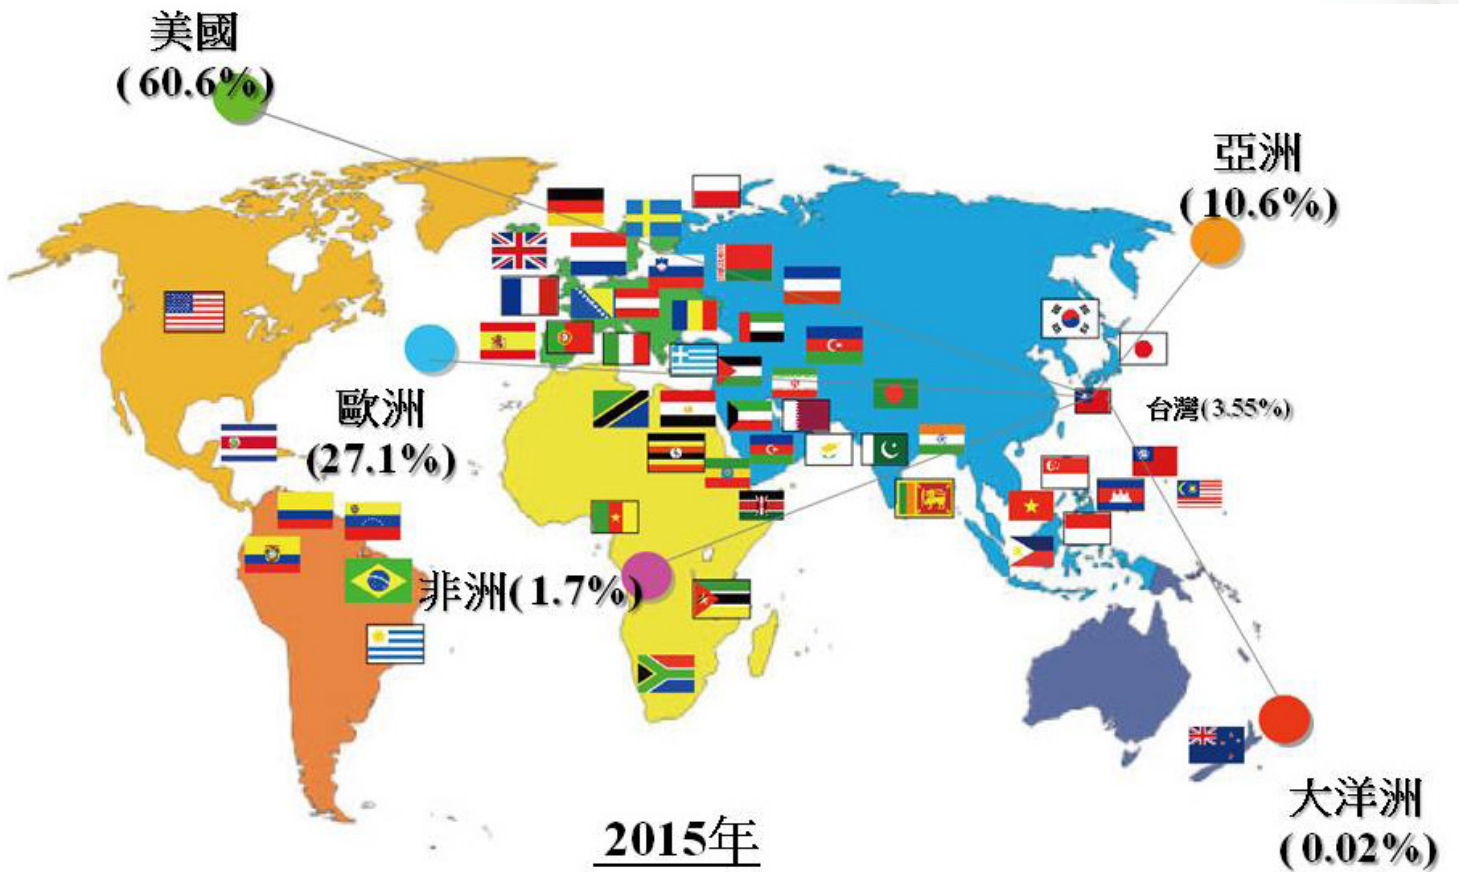 美國
(60.6%)
亞洲
(10.6%)
歐洲
(27.1%)
台灣(3.55%)
非洲(1.7%)
大洋洲
(0.02%)
2015年